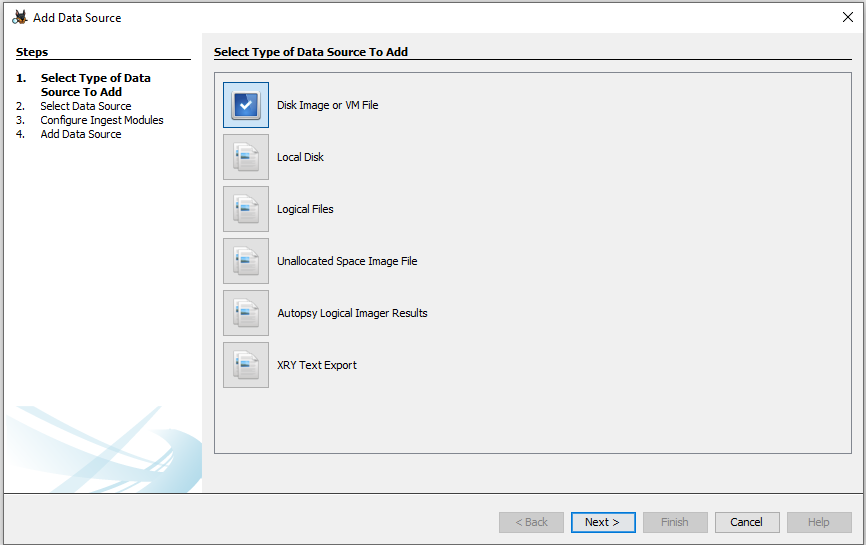 Add Data Source
Steps
1. Select Type of Data
Source To Add
2. Select Data Source
3. Configure Ingest Modules
4. Add Data Source
Select Type of Data Source To Add
Disk Image or VM File
Local Disk
Logical Files
Unallocated Space Image File
Autopsy Logical Imager Results
XRY Text Export
< Back
Next >
Finish
Cancel
Help